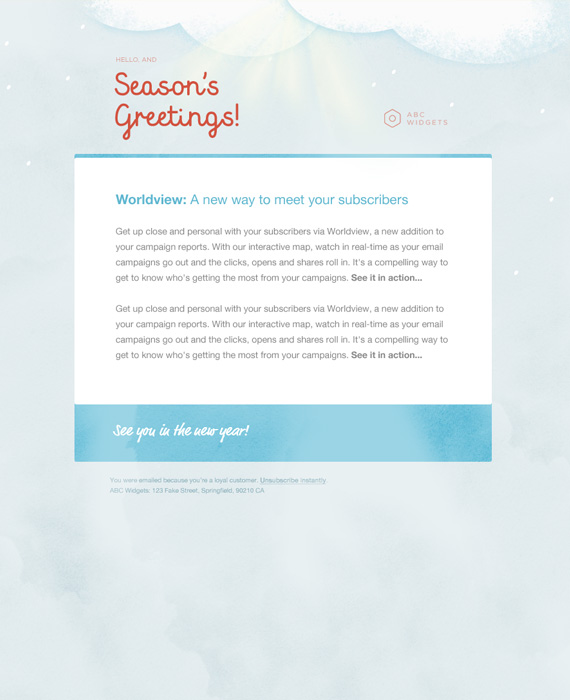 HELLO, AND
Season's
Greetings!
ABC
WIDGETS
Worldview: A new way to meet your subscribers
Get up close and personal with your subscribers via Worldview, a new addition to
your campaign reports. With our interactive map, watch in real-time as your email
campaigns go out and the clicks, opens and shares roll in. It's a compelling way to
get to know who's getting the most from your campaigns. See it in action...
Get up close and personal with your subscribers via Worldview, a new addition to
your campaign reports. With our interactive map, watch in real-time as your email
campaigns go out and the clicks, opens and shares roll in. It's a compelling way to
get to know who's getting the most from your campaigns. See it in action...
See you in the new year!
You were emailed because you're a loyal customer. Unsubscribe instantly.
ABC Widgets: 123 Fake Street, Springfield, 90210 CA